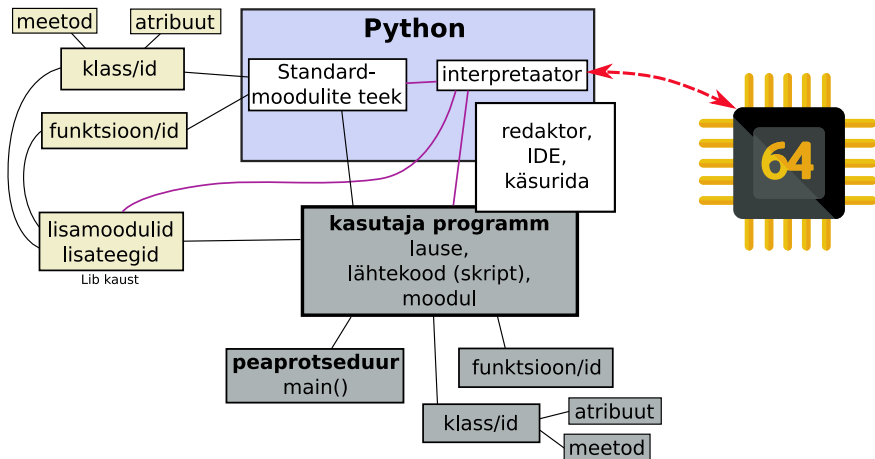 meetod
atribuut
klass/id
funktsioon/id
Python
Standard-
moodulite teek
interpretaator
redaktor,
IDE,
käsurida
64
lisamoodulid
lisateegid
Lib kaust
kasutaja programm
lause,
lähtekood (skript),
moodul
peaprotseduur
main()
funktsioon/id
klass/id
atribuut
meetod